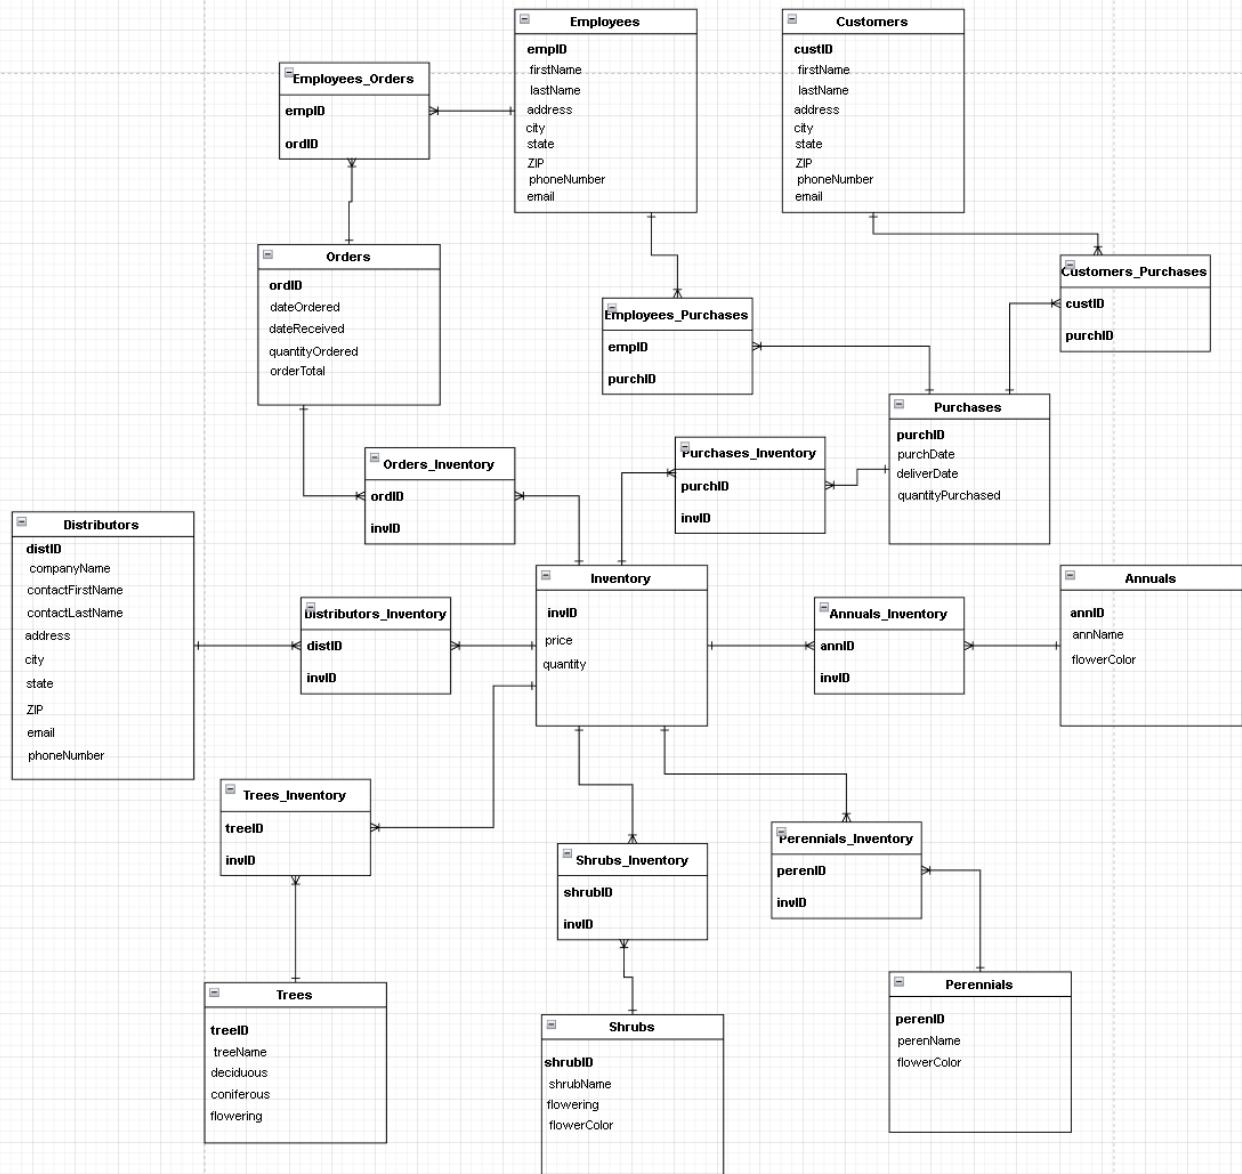 Employees
empID
firstName
lastName
address
city
state
ZIP
phoneNumber
email
Customers
custID
firstName
lastName
address
city
state
ZIP
phoneNumber
email
Employees_Orders
empID
ordID
Orders
ordID
dateOrdered
dateReceived
quantityOrdered
orderTotal
Customers_Purchases
custID
purchID
Employees_Purchases
empID
purchID
Purchases
purchID
purchDate
deliverDate
quantityPurchased
Purchases_Inventory
purchID
invID
Orders_Inventory
ordID
invID
Distributors
distID
companyName
contactFirstName
contactLastName
address
city
state
ZIP
email
phoneNumber
Distributors_Inventory
distID
invID
Inventory
invID
price
quantity
Annuals_Inventory
annID
invID
Annuals
annID
annName
flowerColor
Trees_Inventory
treeID
invID
Shrubs_Inventory
shrubID
invID
Perennials_Inventory
perenID
invID
Trees
treeID
treeName
deciduous
coniferous
flowering
Shrubs
shrubID
shrubName
flowering
flowerColor
Perennials
perenID
perenName
flowerColor